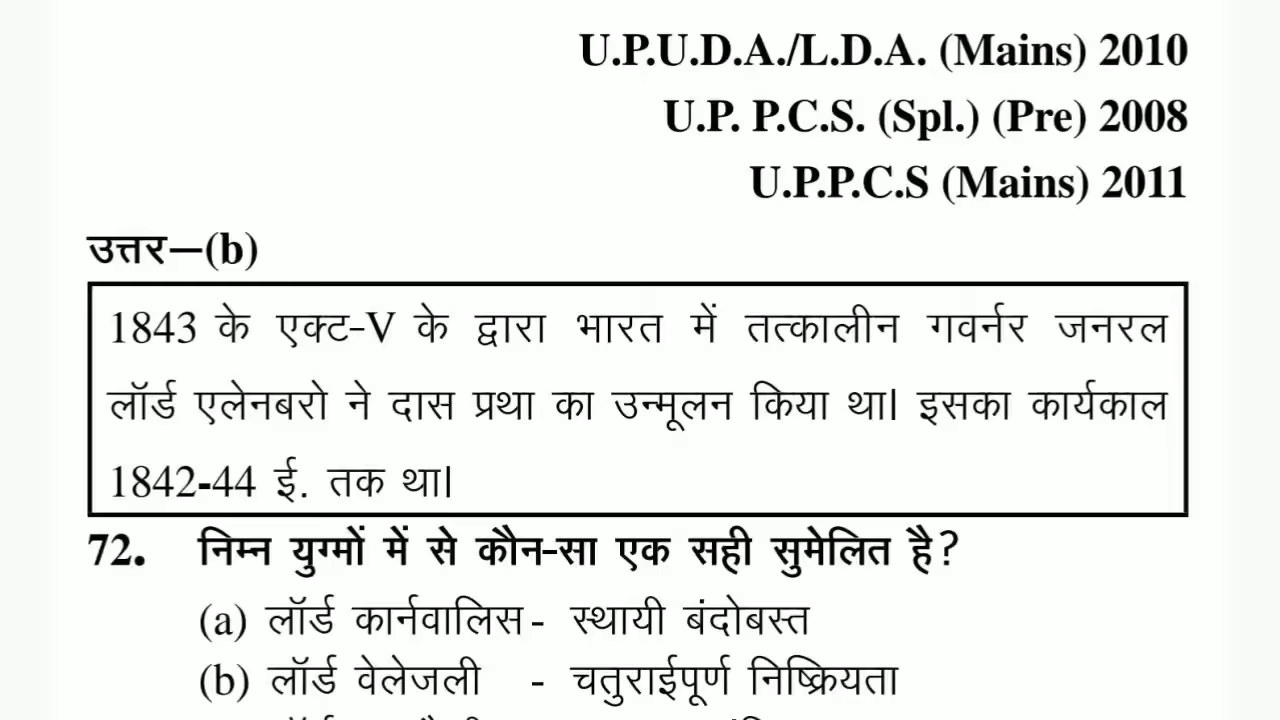 U.P.U.D.A./L.D.A. (Mains) 2010
U.P. P.C.S. (Spl.) (Pre) 2008
U.P.P.C.S (Mains) 2011
उत्तर—(b)
1843 के एक्ट-V के द्वारा भारत में तत्कालीन गवर्नर जनरल
लॉर्ड एलेनबरो ने दास प्रथा का उन्मूलन किया था। इसका कार्यकाल
1842-44 ई. तक था।
72. निम्न युग्मों में से कौन-सा एक सही सुमेलित है?
(a) लॉर्ड कार्नवालिस - स्थायी बंदोबस्त
(b) लॉर्ड वेलेजली - चतुराईपूर्ण निष्क्रियता